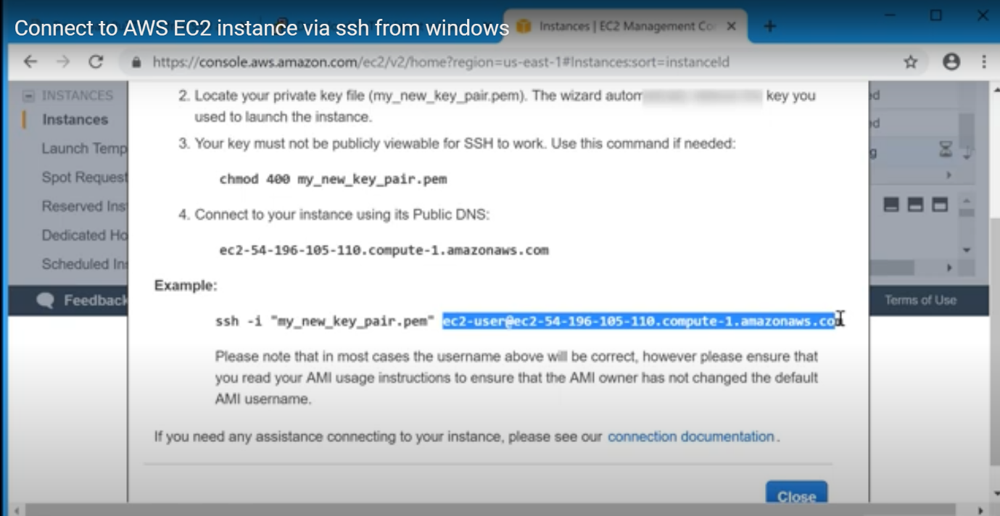 Connect to AWS EC2 instance via ssh from windows
Instances | EC2 Management Co
https://console.aws.amazon.com/ec2/v2/home?region=us-east-1#Instances:sort=instanceId
INSTANCES
Instances
Launch Temp
Spot Request
Reserved Ins
Dedicated Ho
Scheduled In
Feedback
2. Locate your private key file (my_new_key_pair.pem). The wizard autom key you
used to launch the instance.
3. Your key must not be publicly viewable for SSH to work. Use this command if needed:
chmod 400 my_new_key_pair.pem
4. Connect to your instance using its Public DNS:
ec2-54-196-105-110.compute-1.amazonaws.com
Example:
ssh -i "my_new_key_pair.pem" ec2-user@ec2-54-196-105-110.compute-1.amazonaws.com
Please note that in most cases the username above will be correct, however please ensure that
you read your AMI usage instructions to ensure that the AMI owner has not changed the default
AMI username.
If you need any assistance connecting to your instance, please see our connection documentation.
Close
Terms of Use